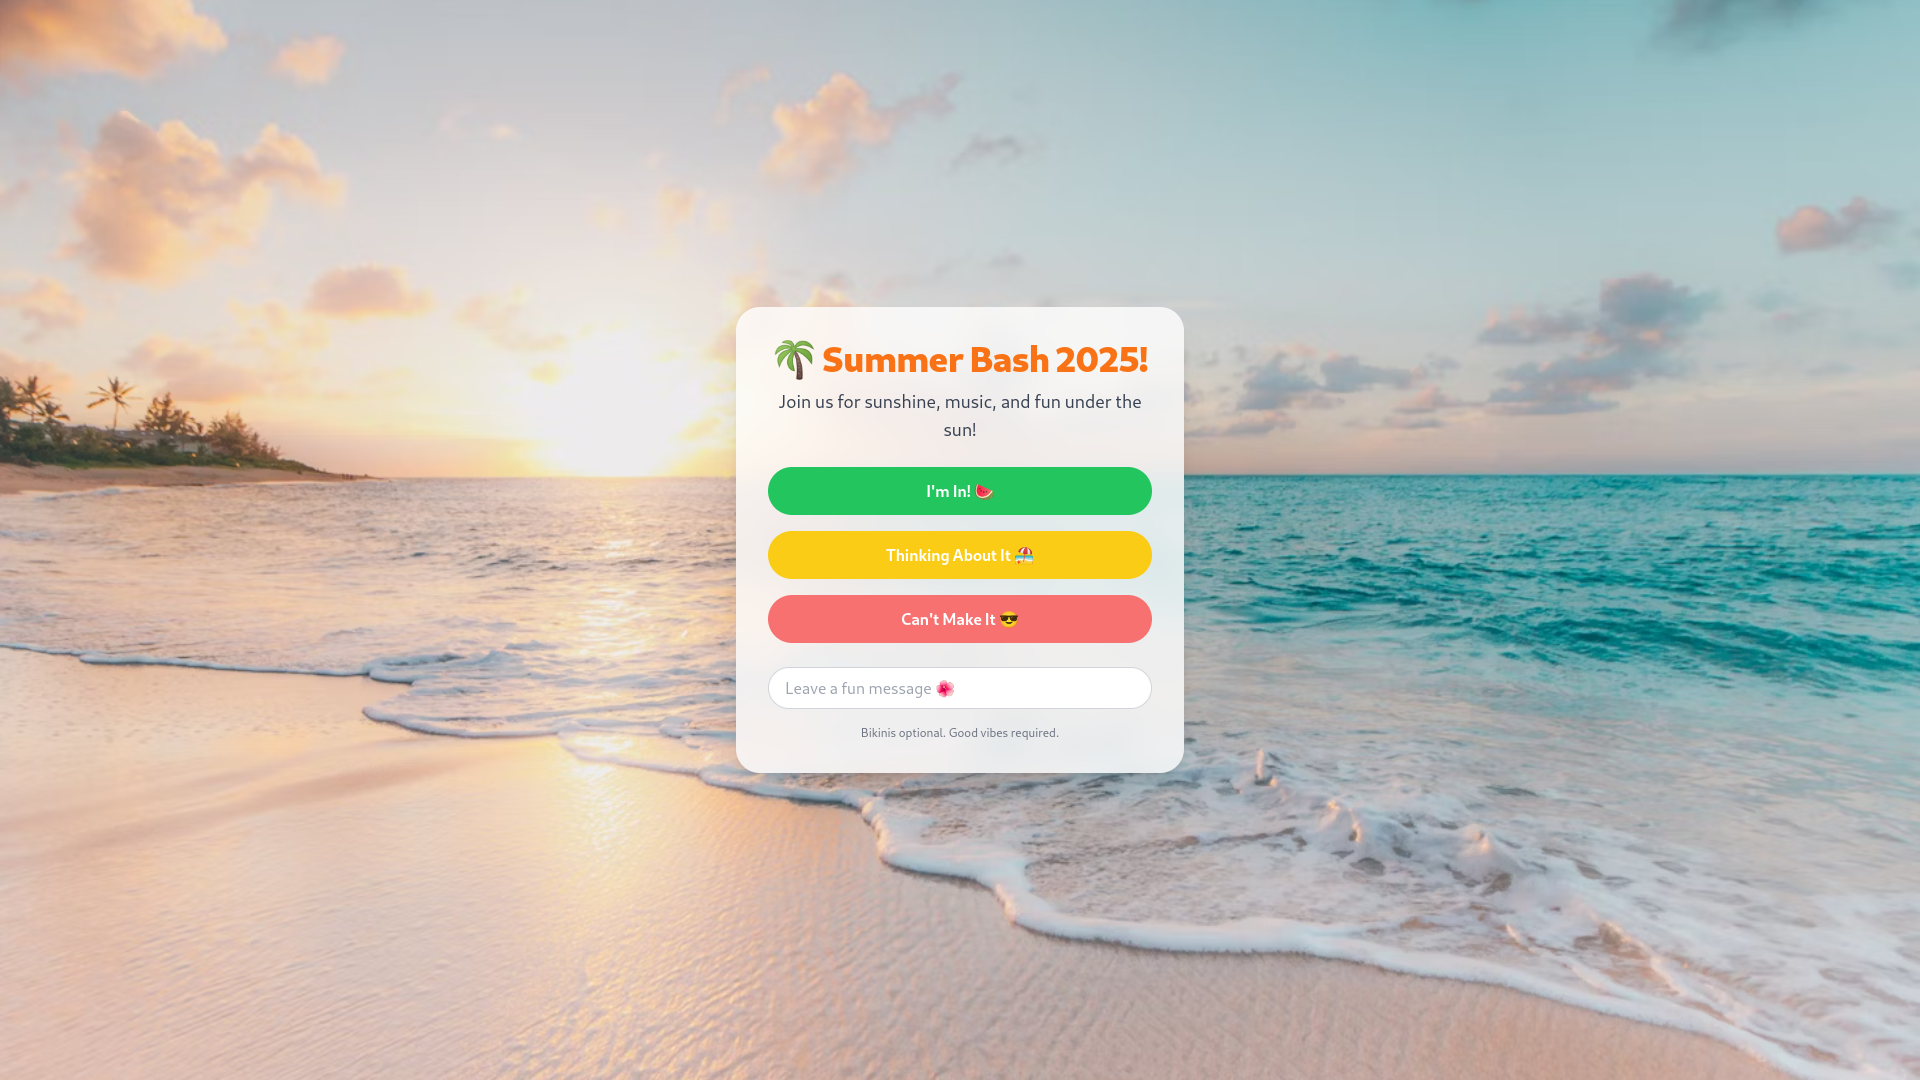 🌴 Summer Bash 2025!
Join us for sunshine, music, and fun under the
sun!
I'm In! 🍉
Thinking About It 🏖️
Can't Make It 😎
Leave a fun message 🌺
Bikinis optional. Good vibes required.